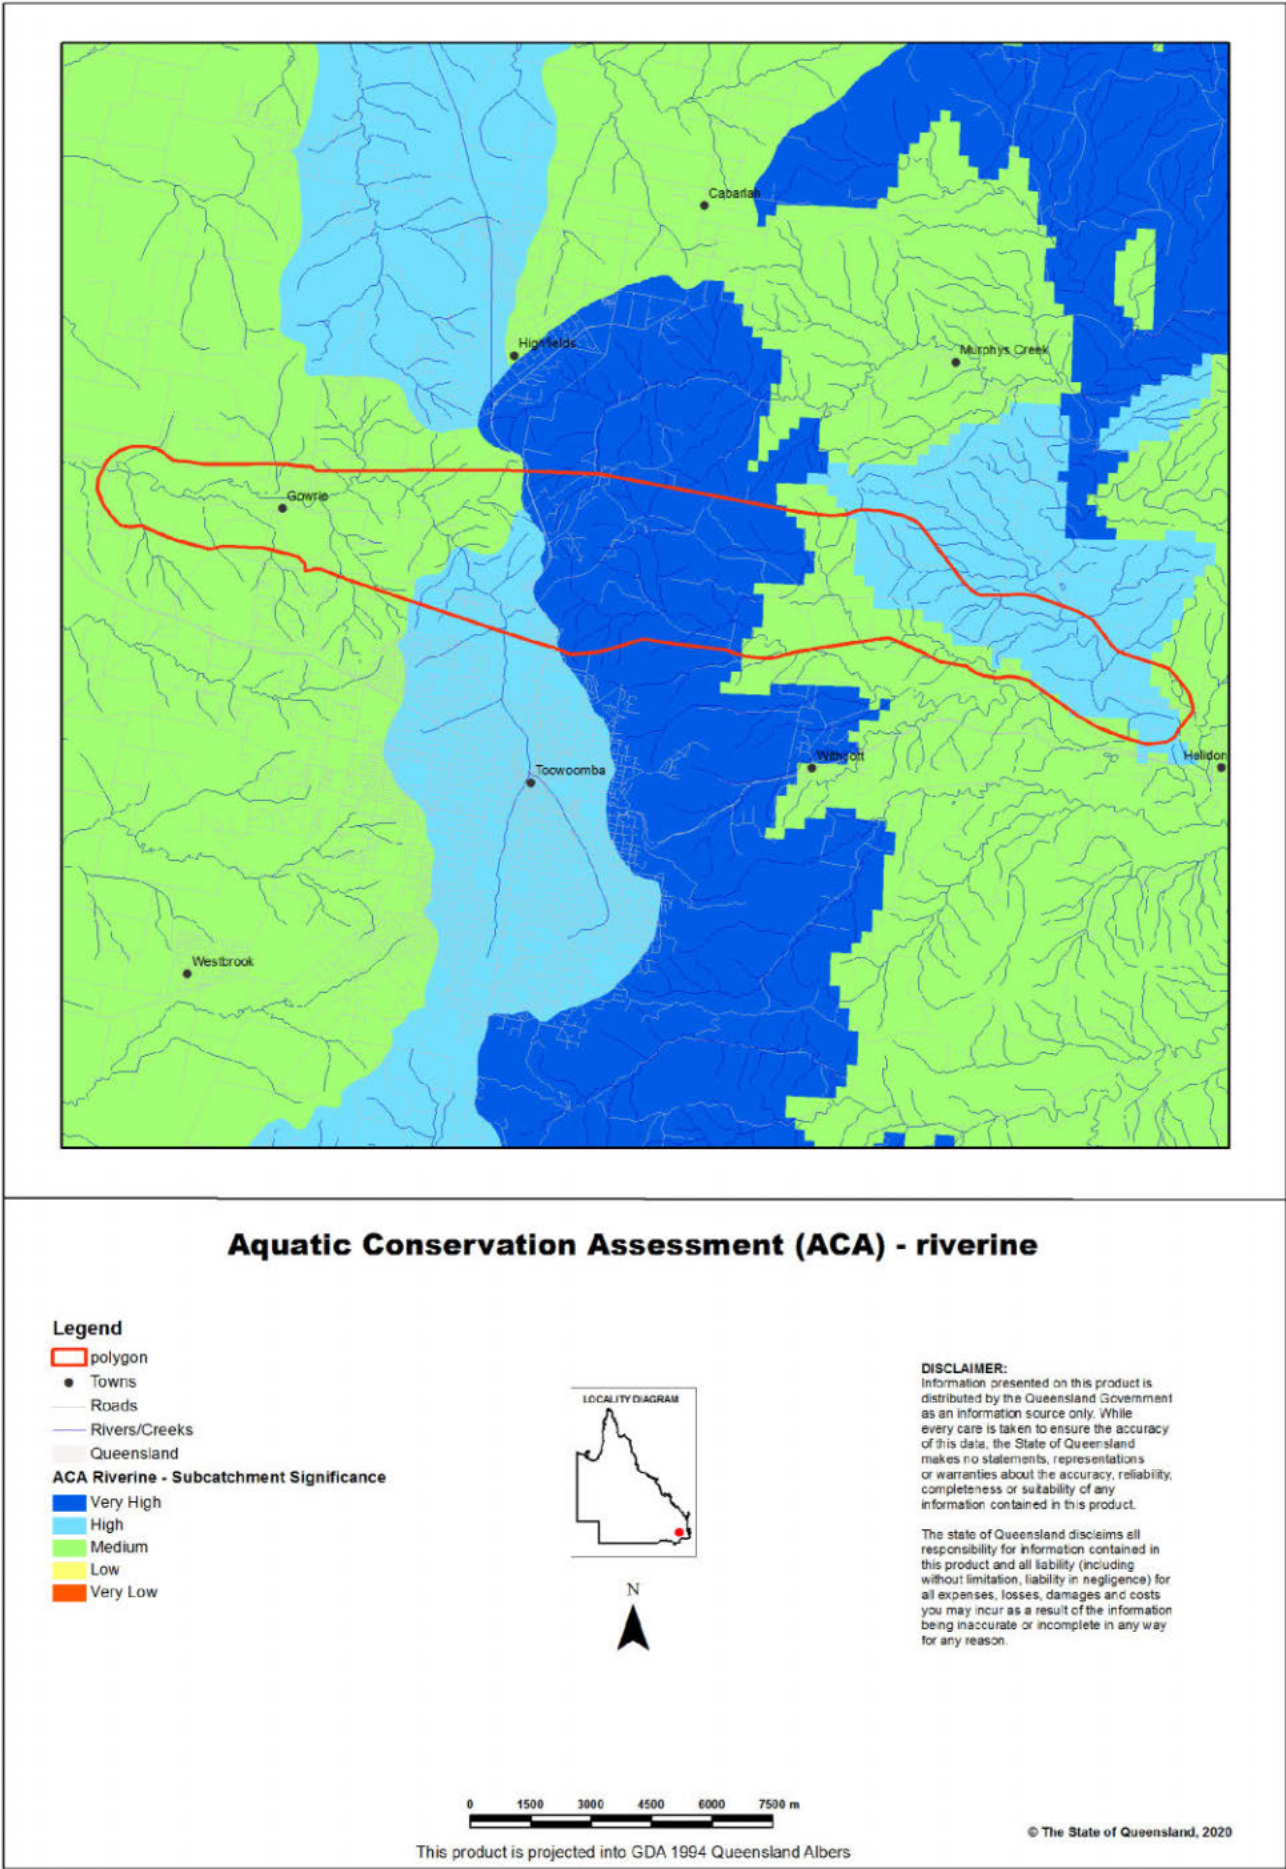 Cabarlah
Highfields
Murphys Creek
Gowrie
Toowoomba
Withcott
Helidon
Westbrook
Aquatic Conservation Assessment (ACA) - riverine
Legend
polygon
Towns
Roads
Rivers/Creeks
Queensland
ACA Riverine - Subcatchment Significance
Very High
High
Medium
Low
Very Low
LOCALITY DIAGRAM
N
DISCLAIMER:
Information presented on this product is
distributed by the Queensland Government
as an information source only. While
every care is taken to ensure the accuracy
of this data, the State of Queensland
makes no statements, representations
or warranties about the accuracy, reliability,
completeness or suitability of any
information contained in this product.
The state of Queensland disclaims all
responsibility for information contained in
this product and all liability (including
without limitation, liability in negligence) for
all expenses, losses, damages and costs
you may incur as a result of the information
being inaccurate or incomplete in any way
for any reason.
0 1500 3000 4500 6000 7500 m
This product is projected into GDA 1994 Queensland Albers
© The State of Queensland, 2020